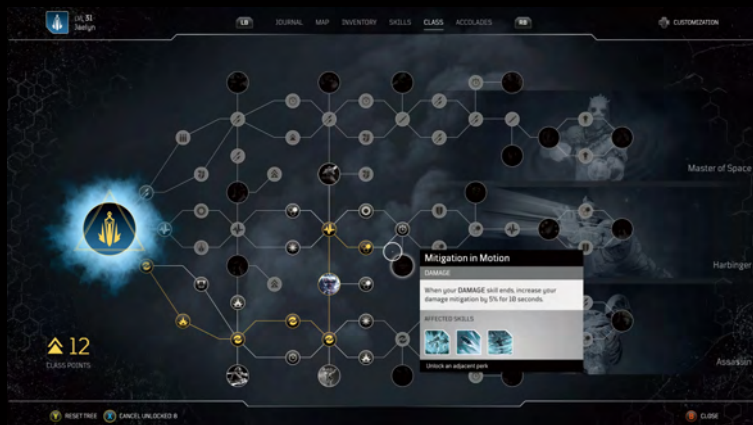 LVL 31
Jaelyn
LB JOURNAL MAP INVENTORY SKILLS CLASS ACCOLADES RB
CUSTOMIZATION
Master of Space
Harbinger
Assassin
Mitigation in Motion
DAMAGE
When your DAMAGE skill ends, increase your
damage mitigation by 5% for 10 seconds.
AFFECTED SKILLS
Unlock an adjacent perk
12
CLASS POINTS
Y RESET TREE X CANCEL UNLOCKED 8 B CLOSE